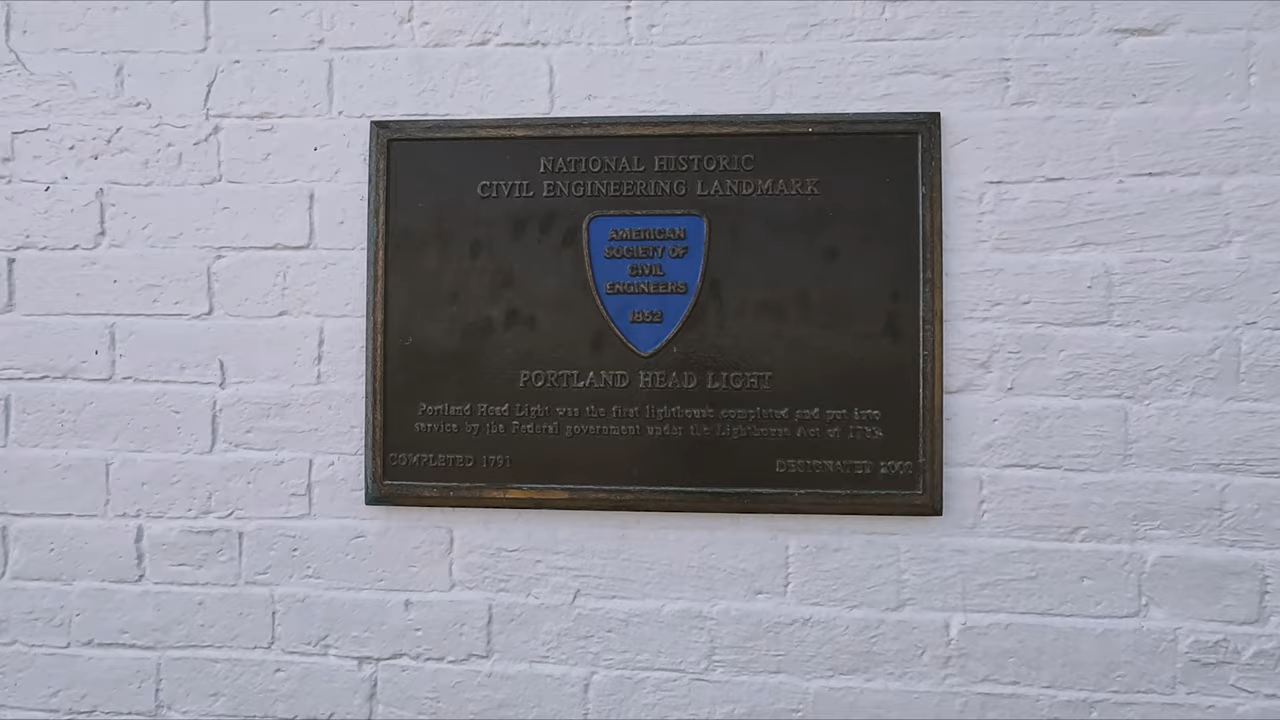 NATIONAL HISTORIC
CIVIL ENGINEERING LANDMARK
AMERICAN
SOCIETY OF
CIVIL
ENGINEERS
1852
PORTLAND HEAD LIGHT
Portland Head Light was the first lighthouse completed and put into
service by the Federal government under the Lighthouse Act of
COMPLETED 1791
DESIGNATED